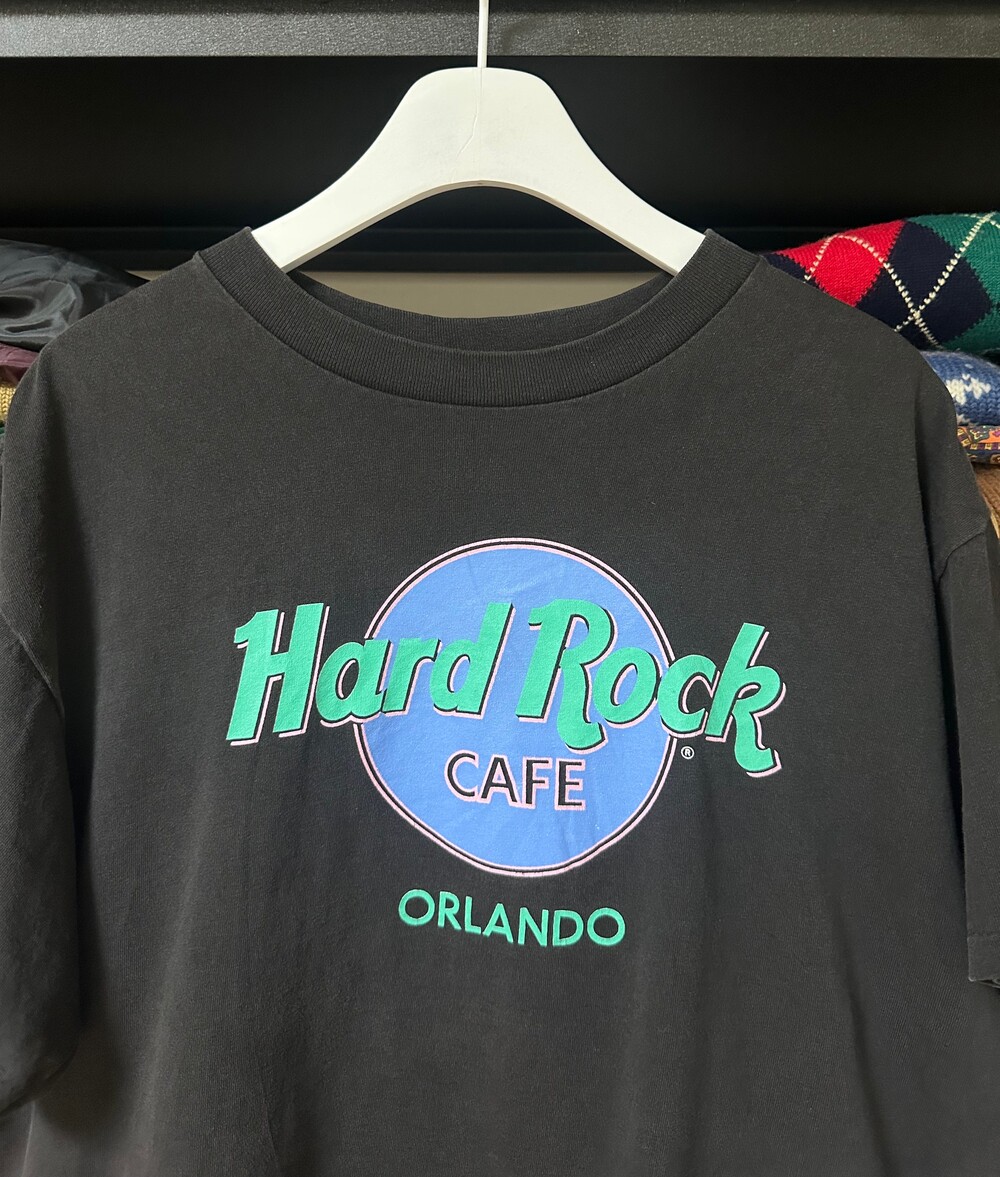 Hard Rock
®
CAFE
ORLANDO